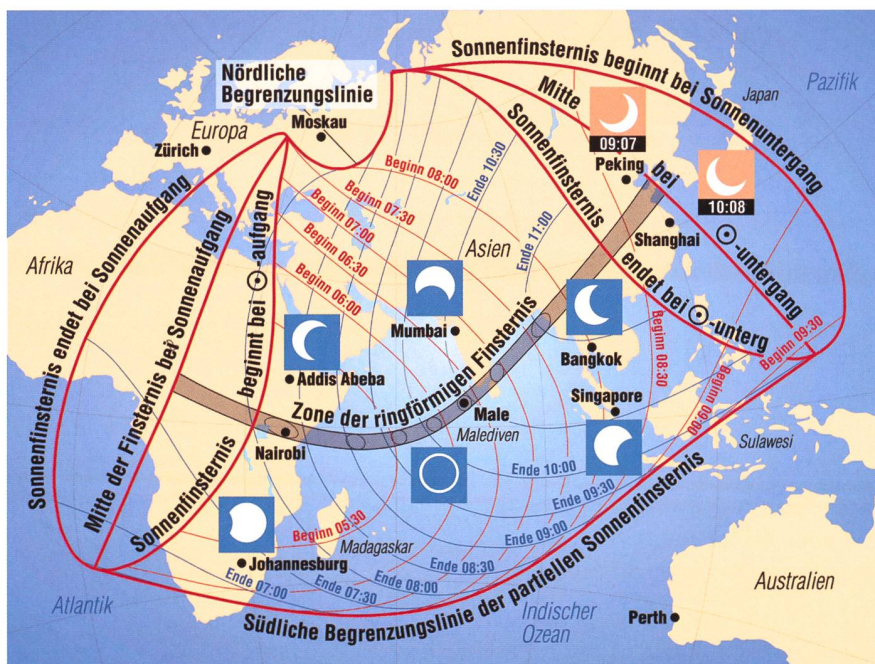 Sonnenfinsternis beginnt bei Sonnenuntergang
Nördliche
Begrenzungslinie
Mitte
bei
☉-untergang
Japan
Pazifik
Moskau
Europa
Zürich
Sonnenfinsternis
endet bei ☉-unterg
09:07
Peking
10:08
Shanghai
Ende 10:30
Ende 11:00
Beginn 08:00
Beginn 07:30
Beginn 07:00
Beginn 06:30
Beginn 06:00
Asien
Afrika
Sonnenfinsternis endet bei Sonnenaufgang
Mitte der Finsternis bei Sonnenaufgang
Sonnenfinsternis
beginnt bei ☉-aufgang
Mumbai
Bangkok
Beginn 08:30
Beginn 09:30
Beginn 09:00
Addis Abeba
Zone der ringförmigen Finsternis
Singapore
Male
Malediven
Nairobi
Sulawesi
Ende 10:00
Ende 09:30
Ende 09:00
Ende 08:30
Ende 08:00
Ende 07:30
Ende 07:00
Beginn 05:30
Madagaskar
Johannesburg
Südliche Begrenzungslinie der partiellen Sonnenfinsternis
Atlantik
Indischer
Ozean
Australien
Perth